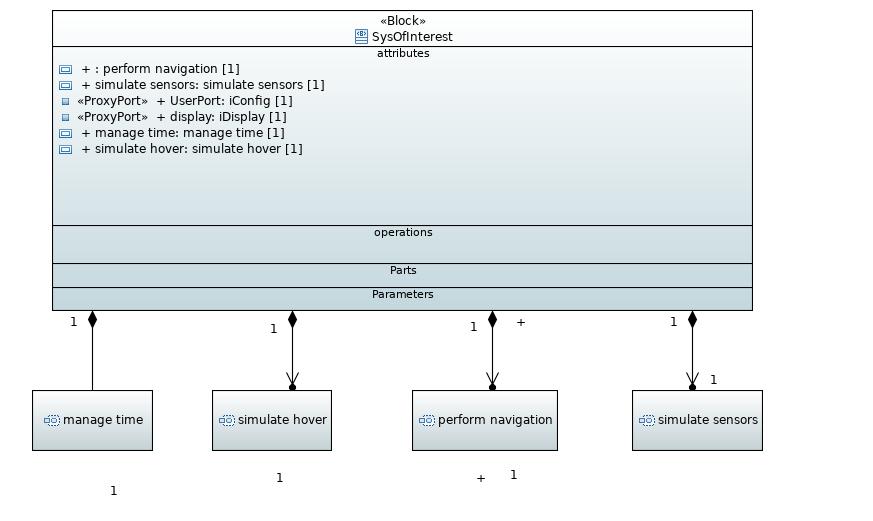 «Block»
SysOfInterest
attributes
+ : perform navigation [1]
+ simulate sensors: simulate sensors [1]
«ProxyPort» + UserPort: iConfig [1]
«ProxyPort» + display: iDisplay [1]
+ manage time: manage time [1]
+ simulate hover: simulate hover [1]
operations
Parts
Parameters
1 1 1 + 1
1
manage time simulate hover perform navigation simulate sensors
1 1 + 1